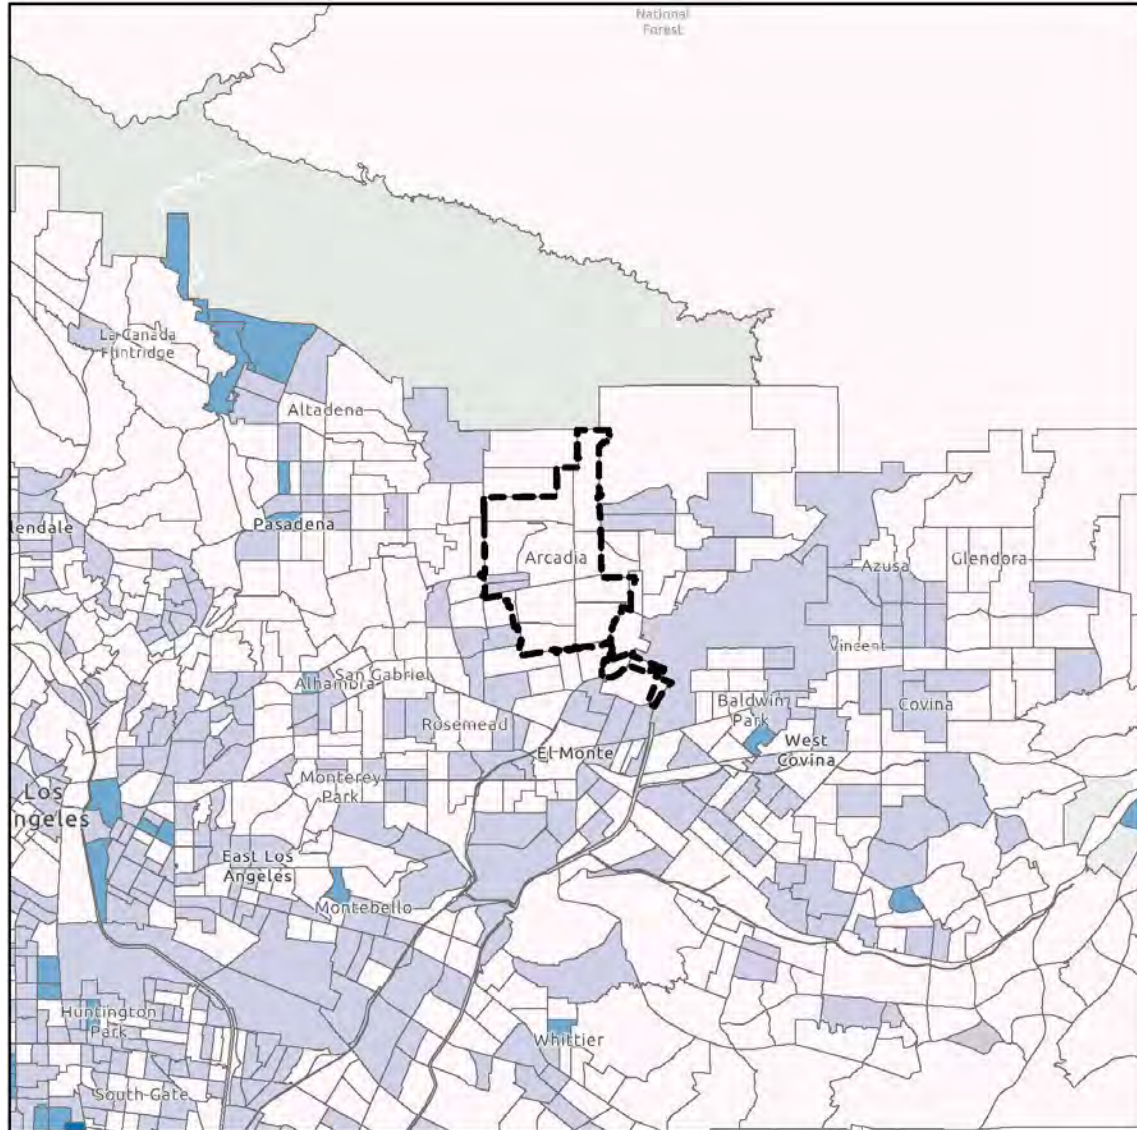 National
Forest
La Canada
Flintridge
Altadena
lendale
Pasadena
Arcadia
Azusa
Glendora
Vincent
San Gabriel
Alhambra
Rosemead
Baldwin
Park
Covina
El Monte
West
Covina
Monterey
Park
Los
ngeles
East Los
Angeles
Montebello
Huntington
Park
Whittier
South Gate